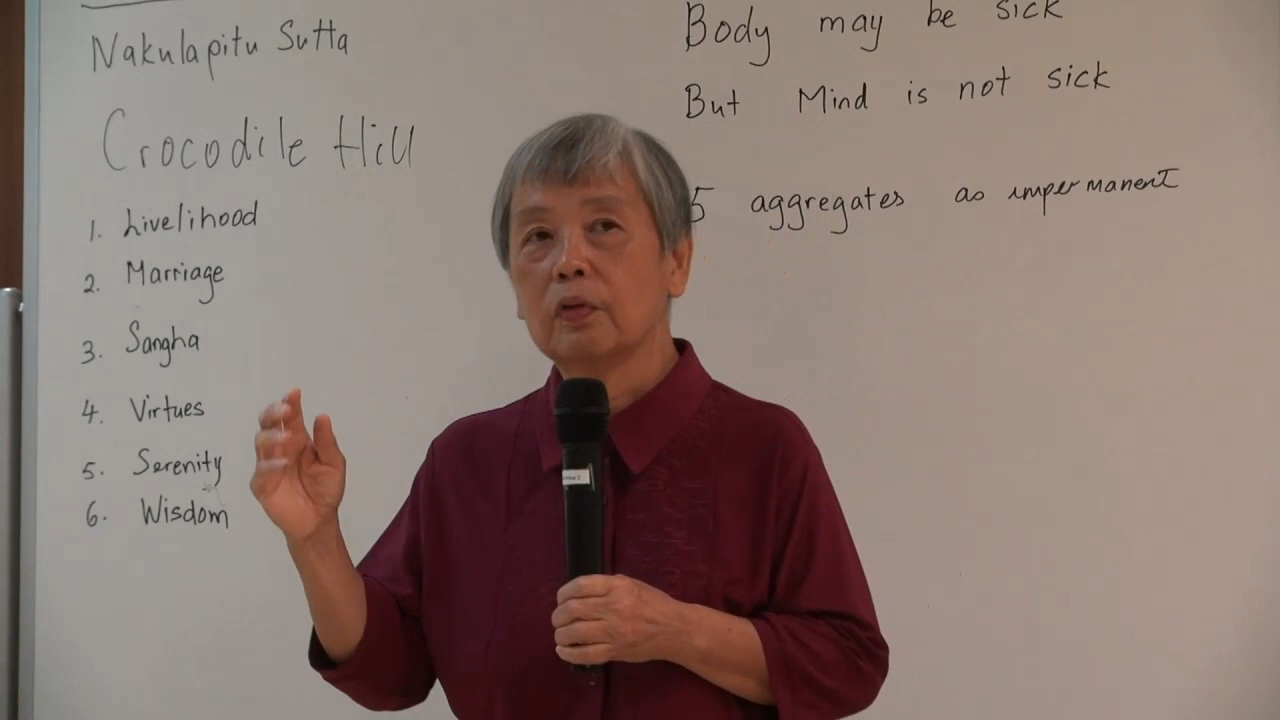 Nakulapitu Sutta
Crocodile Hill
1. Livelihood
2. Marriage
3. Sangha
4. Virtues
5. Serenity
6. Wisdom
Body may be sick
But Mind is not sick
5 aggregates as impermanent